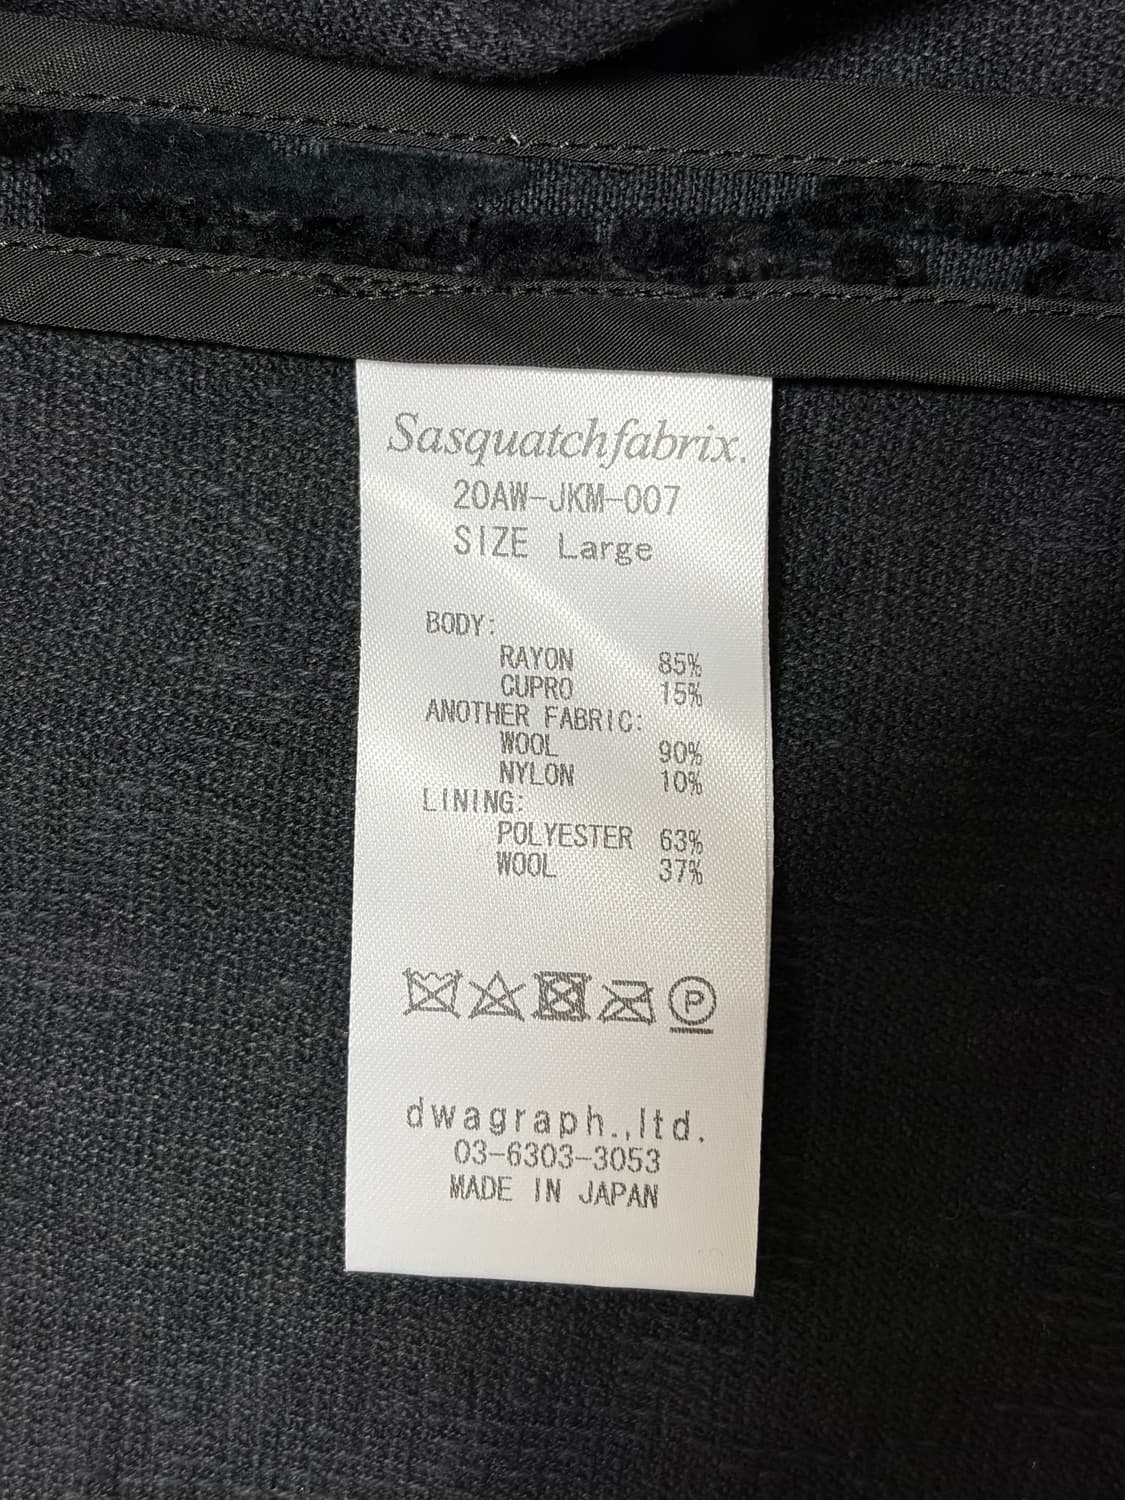 Sasquatchfabrix.
20AW-JKM-007
SIZE Large
BODY:
RAYON 85%
CUPRO 15%
ANOTHER FABRIC:
WOOL 90%
NYLON 10%
LINING:
POLYESTER 63%
WOOL 37%
P
dwagraph.,ltd.
03-6303-3053
MADE IN JAPAN